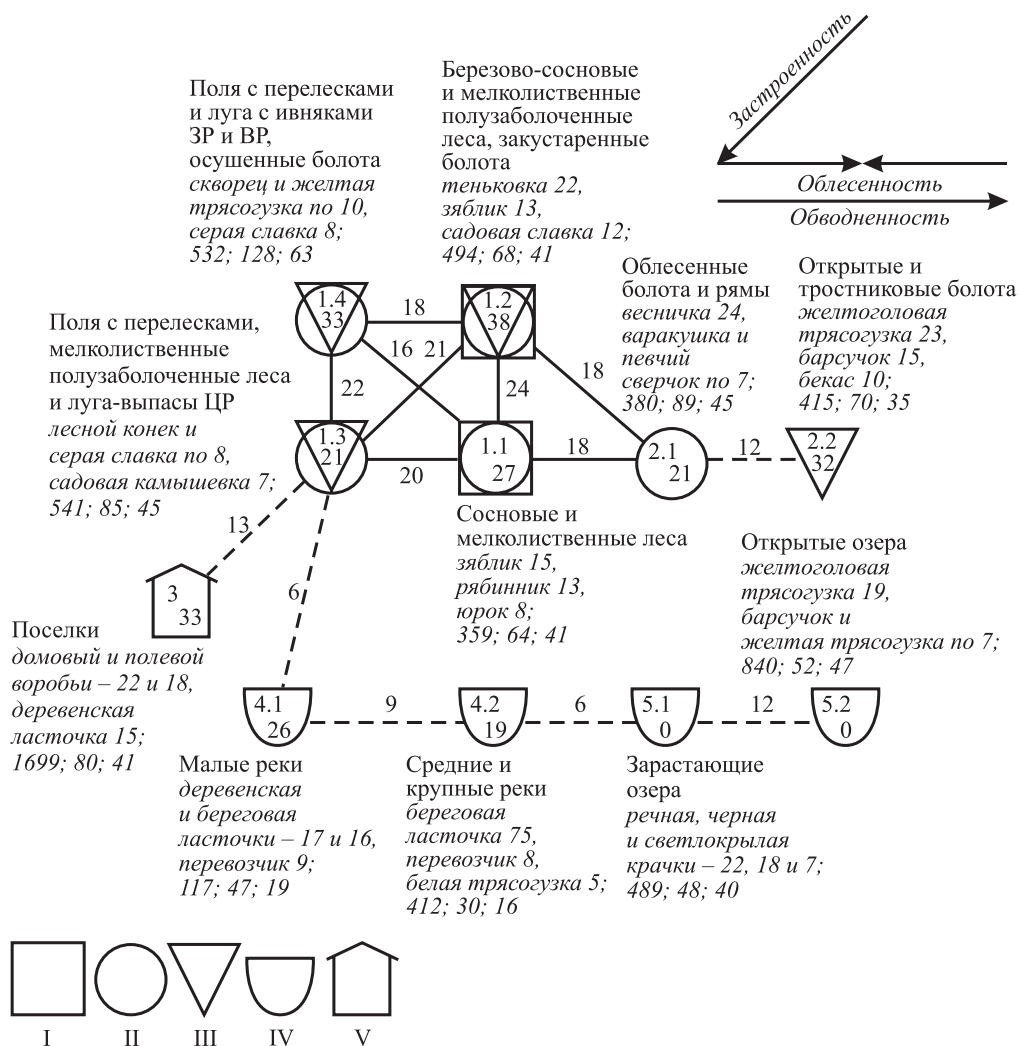 Поля с перелесками
и луга с ивняками
ЗР и ВР,
осушенные болота
скворец и желтая
трясогузка по 10,
серая славка 8;
532; 128; 63
Березово-сосновые
и мелколиственные
полузаболоченные
леса, закустаренные
болота
теньковка 22,
зяблик 13,
садовая славка 12;
494; 68; 41
Застроенность
Облесенность
Обводненность
Облесенные
болота и рямы
весничка 24,
варакушка и
певчий
сверчок по 7;
380; 89; 45
Открытые и
тростниковые болота
желтоголовая
трясогузка 23,
барсучок 15,
бекас 10;
415; 70; 35
Поля с перелесками,
мелколиственные
полузаболоченные леса
и луга-выпасы ЦР
лесной конек и
серая славка по 8,
садовая камышевка 7;
541; 85; 45
1.4
33
18
1.2
38
16
21
22
24
18
1.3
21
20
1.1
27
18
2.1
21
12
2.2
32
13
6
3
33
Сосновые и
мелколиственные леса
зяблик 15,
рябинник 13,
юрок 8;
359; 64; 41
Открытые озера
желтоголовая
трясогузка 19,
барсучок и
желтая трясогузка по 7;
840; 52; 47
Поселки
домовый и полевой
воробьи – 22 и 18,
деревенская
ласточка 15;
1699; 80; 41
4.1
26
9
4.2
19
6
5.1
0
12
5.2
0
Малые реки
деревенская
и береговая
ласточки – 17 и 16,
перевозчик 9;
117; 47; 19
Средние и
крупные реки
береговая
ласточка 75,
перевозчик 8,
белая трясогузка 5;
412; 30; 16
Зарастающие
озера
речная, черная
и светлокрылая
крачки – 22, 18 и 7;
489; 48; 40
I
II
III
IV
V